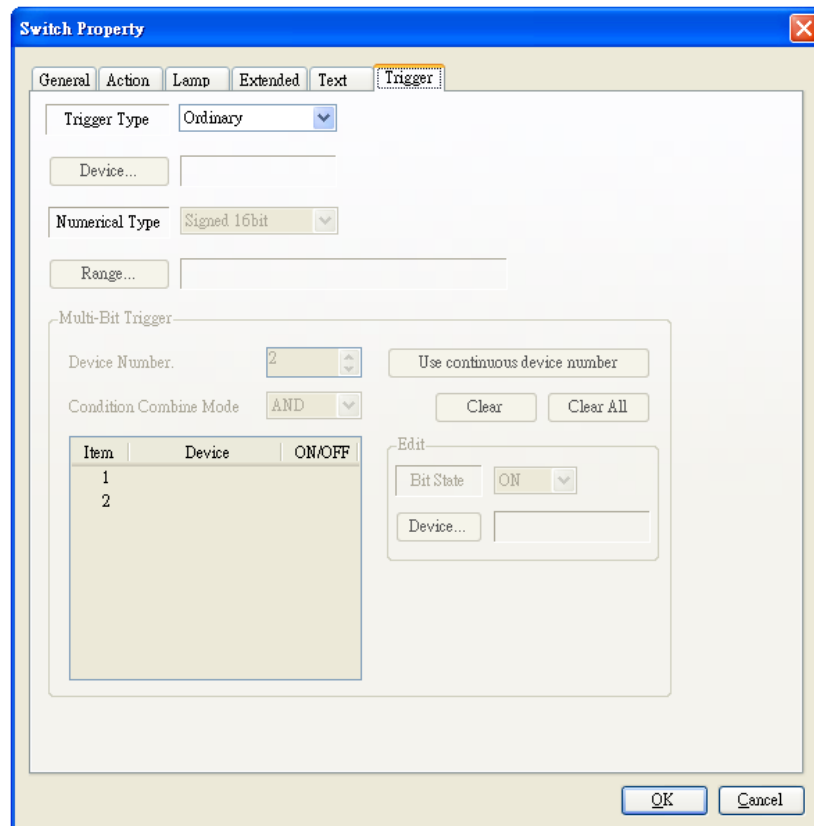 Switch Property
General Action Lamp Extended Text Trigger
Trigger Type Ordinary
Device...
Numerical Type Signed 16bit
Range...
Multi-Bit Trigger
Device Number. 2 Use continuous device number
Condition Combine Mode AND Clear Clear All
Item Device ON/OFF
1
2
Edit
Bit State ON
Device...
OK Cancel